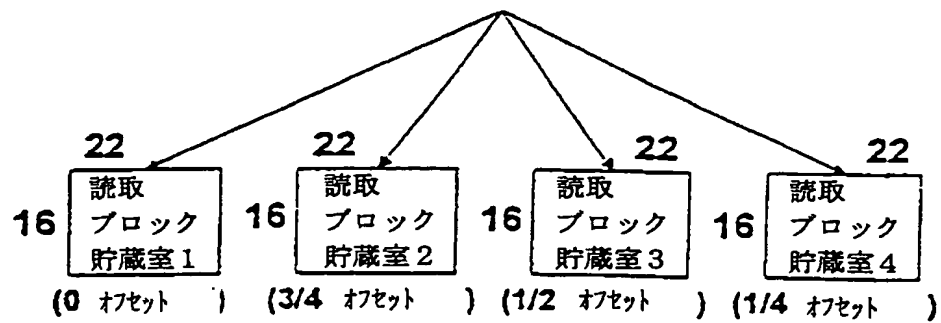 22 22 22 22
16 読取 16 読取 16 読取 16 読取
ブロック ブロック ブロック ブロック
貯蔵室1 貯蔵室2 貯蔵室3 貯蔵室4
(0 オフセット ) (3/4 オフセット ) (1/2 オフセット ) (1/4 オフセット )